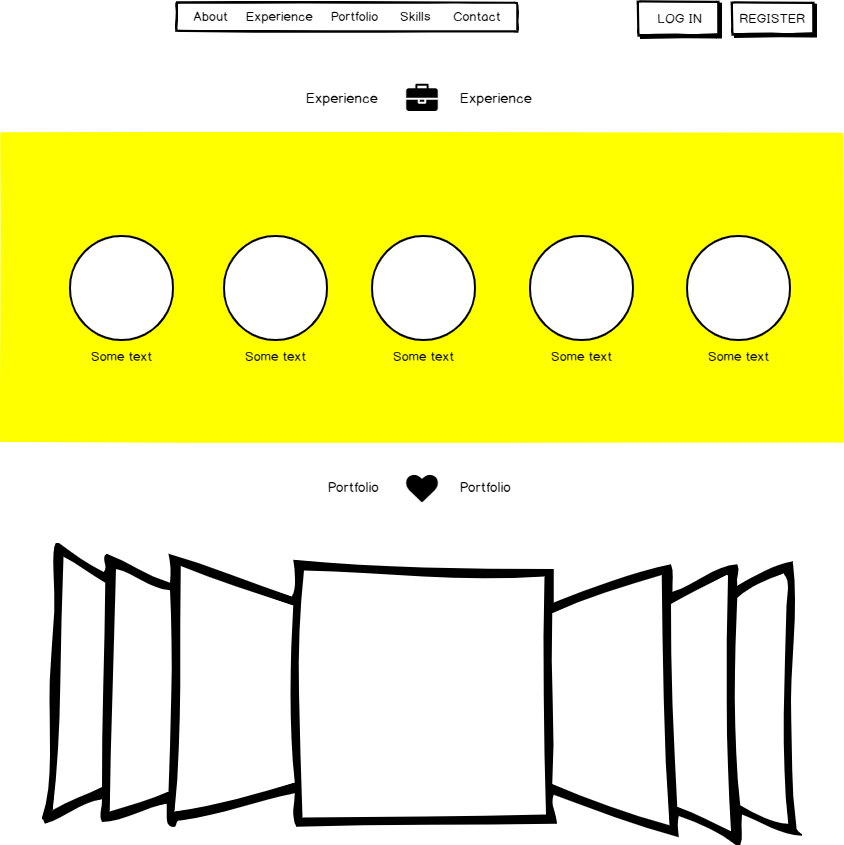 About Experience Portfolio Skills Contact LOG IN REGISTER
Experience Experience
Some text Some text Some text Some text Some text
Portfolio Portfolio